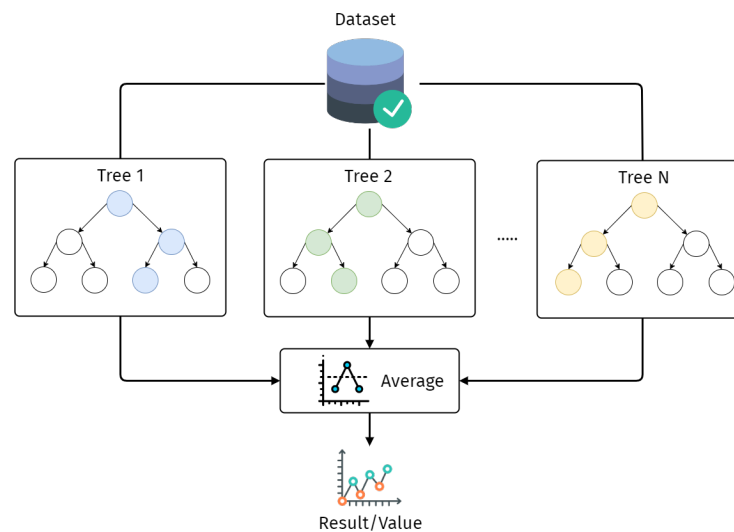 Dataset
Tree 1
Tree 2
Tree N
.....
Average
Result/Value